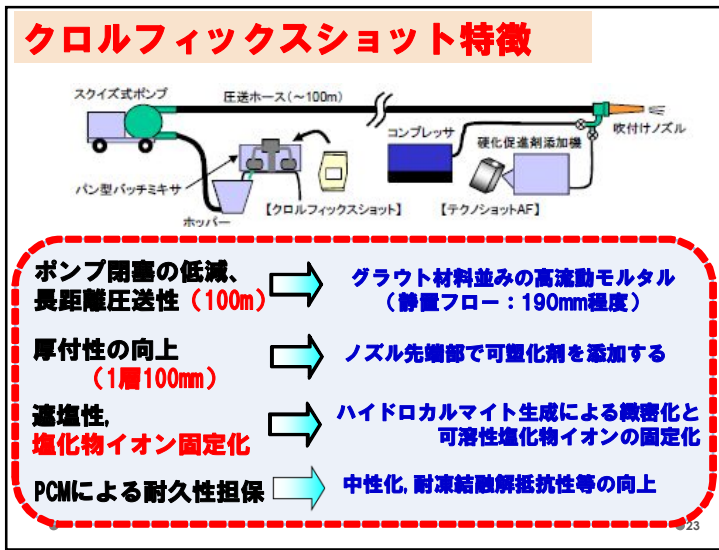 クロルフィックスショット特徴
スクイズ式ポンプ
圧送ホース(～100m)
コンプレッサ
硬化促進剤添加機
吹付けノズル
パン型バッチミキサ
ホッパー
【クロルフィックスショット】
【テクノショットAF】
ポンプ閉塞の低減、
長距離圧送性（100m）
グラウト材料並みの高流動モルタル
（静置フロー：190mm程度）
厚付性の向上
（1層100mm）
ノズル先端部で可塑化剤を添加する
遮塩性,
塩化物イオン固定化
ハイドロカルマイト生成による緻密化と
可溶性塩化物イオンの固定化
PCMによる耐久性担保
中性化,耐凍結融解抵抗性等の向上
23